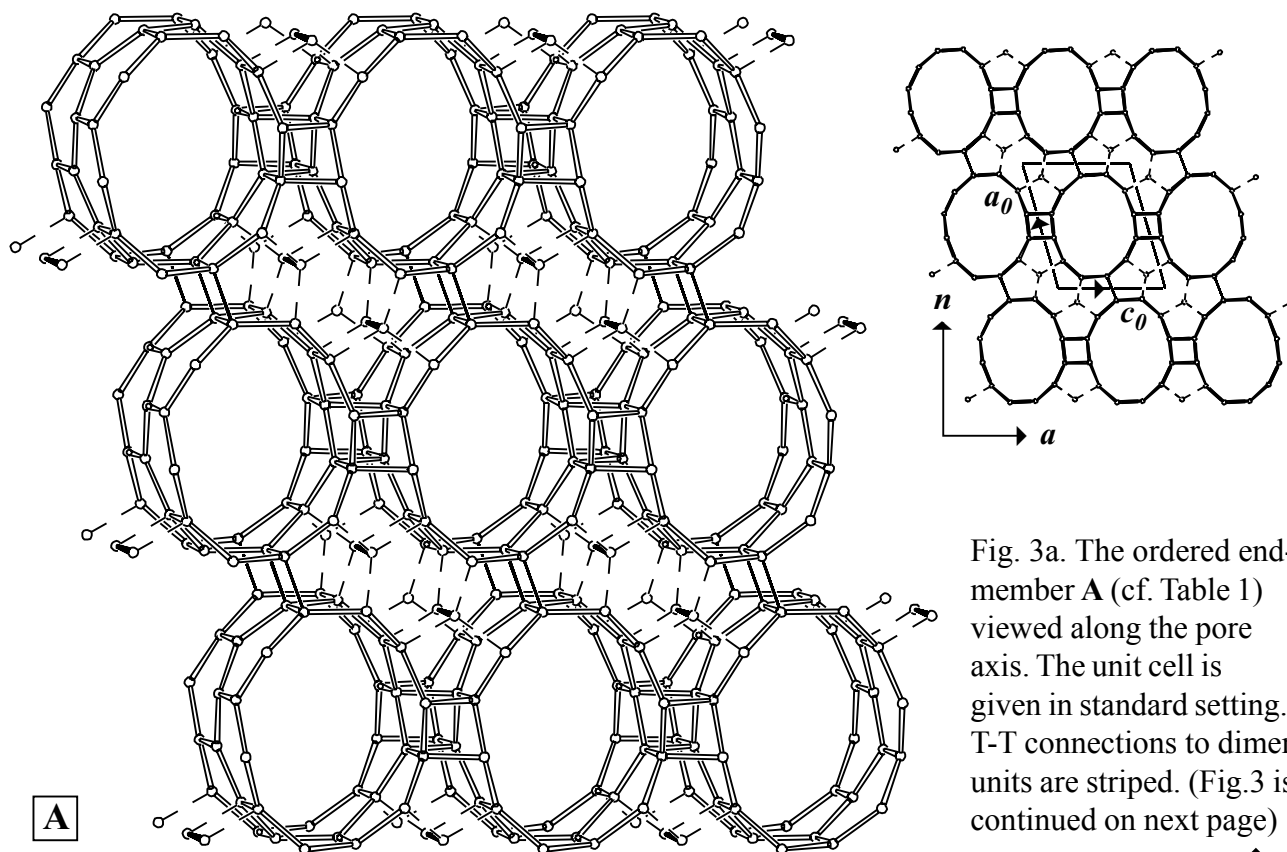 a0
n
c0
a
Fig. 3a. The ordered end-
member A (cf. Table 1)
viewed along the pore
axis. The unit cell is
given in standard setting.
T-T connections to dimer
units are striped. (Fig.3 is
continued on next page)
A